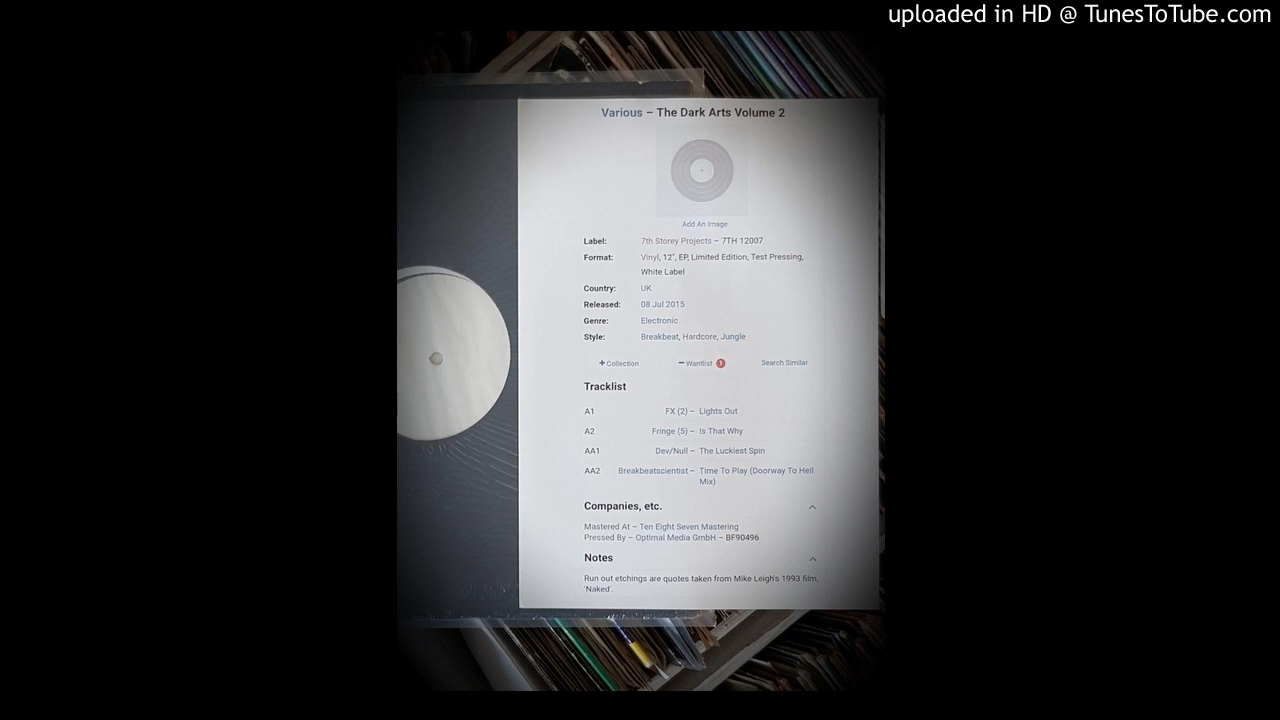 uploaded in HD @ TunesToTube.com
Various – The Dark Arts Volume 2
Add An Image
Label: 7th Storey Projects – 7TH 12007
Format: Vinyl, 12", EP, Limited Edition, Test Pressing,
White Label
Country: UK
Released: 08 Jul 2015
Genre: Electronic
Style: Breakbeat, Hardcore, Jungle
+ Collection − Wantlist 1 Search Similar
Tracklist
A1 FX (2) – Lights Out
A2 Fringe (5) – Is That Why
AA1 Dev/Null – The Luckiest Spin
AA2 Breakbeatscientist – Time To Play (Doorway To Hell
Mix)
Companies, etc.
Mastered At – Ten Eight Seven Mastering
Pressed By – Optimal Media GmbH – BF90496
Notes
Run out etchings are quotes taken from Mike Leigh's 1993 film,
'Naked'.